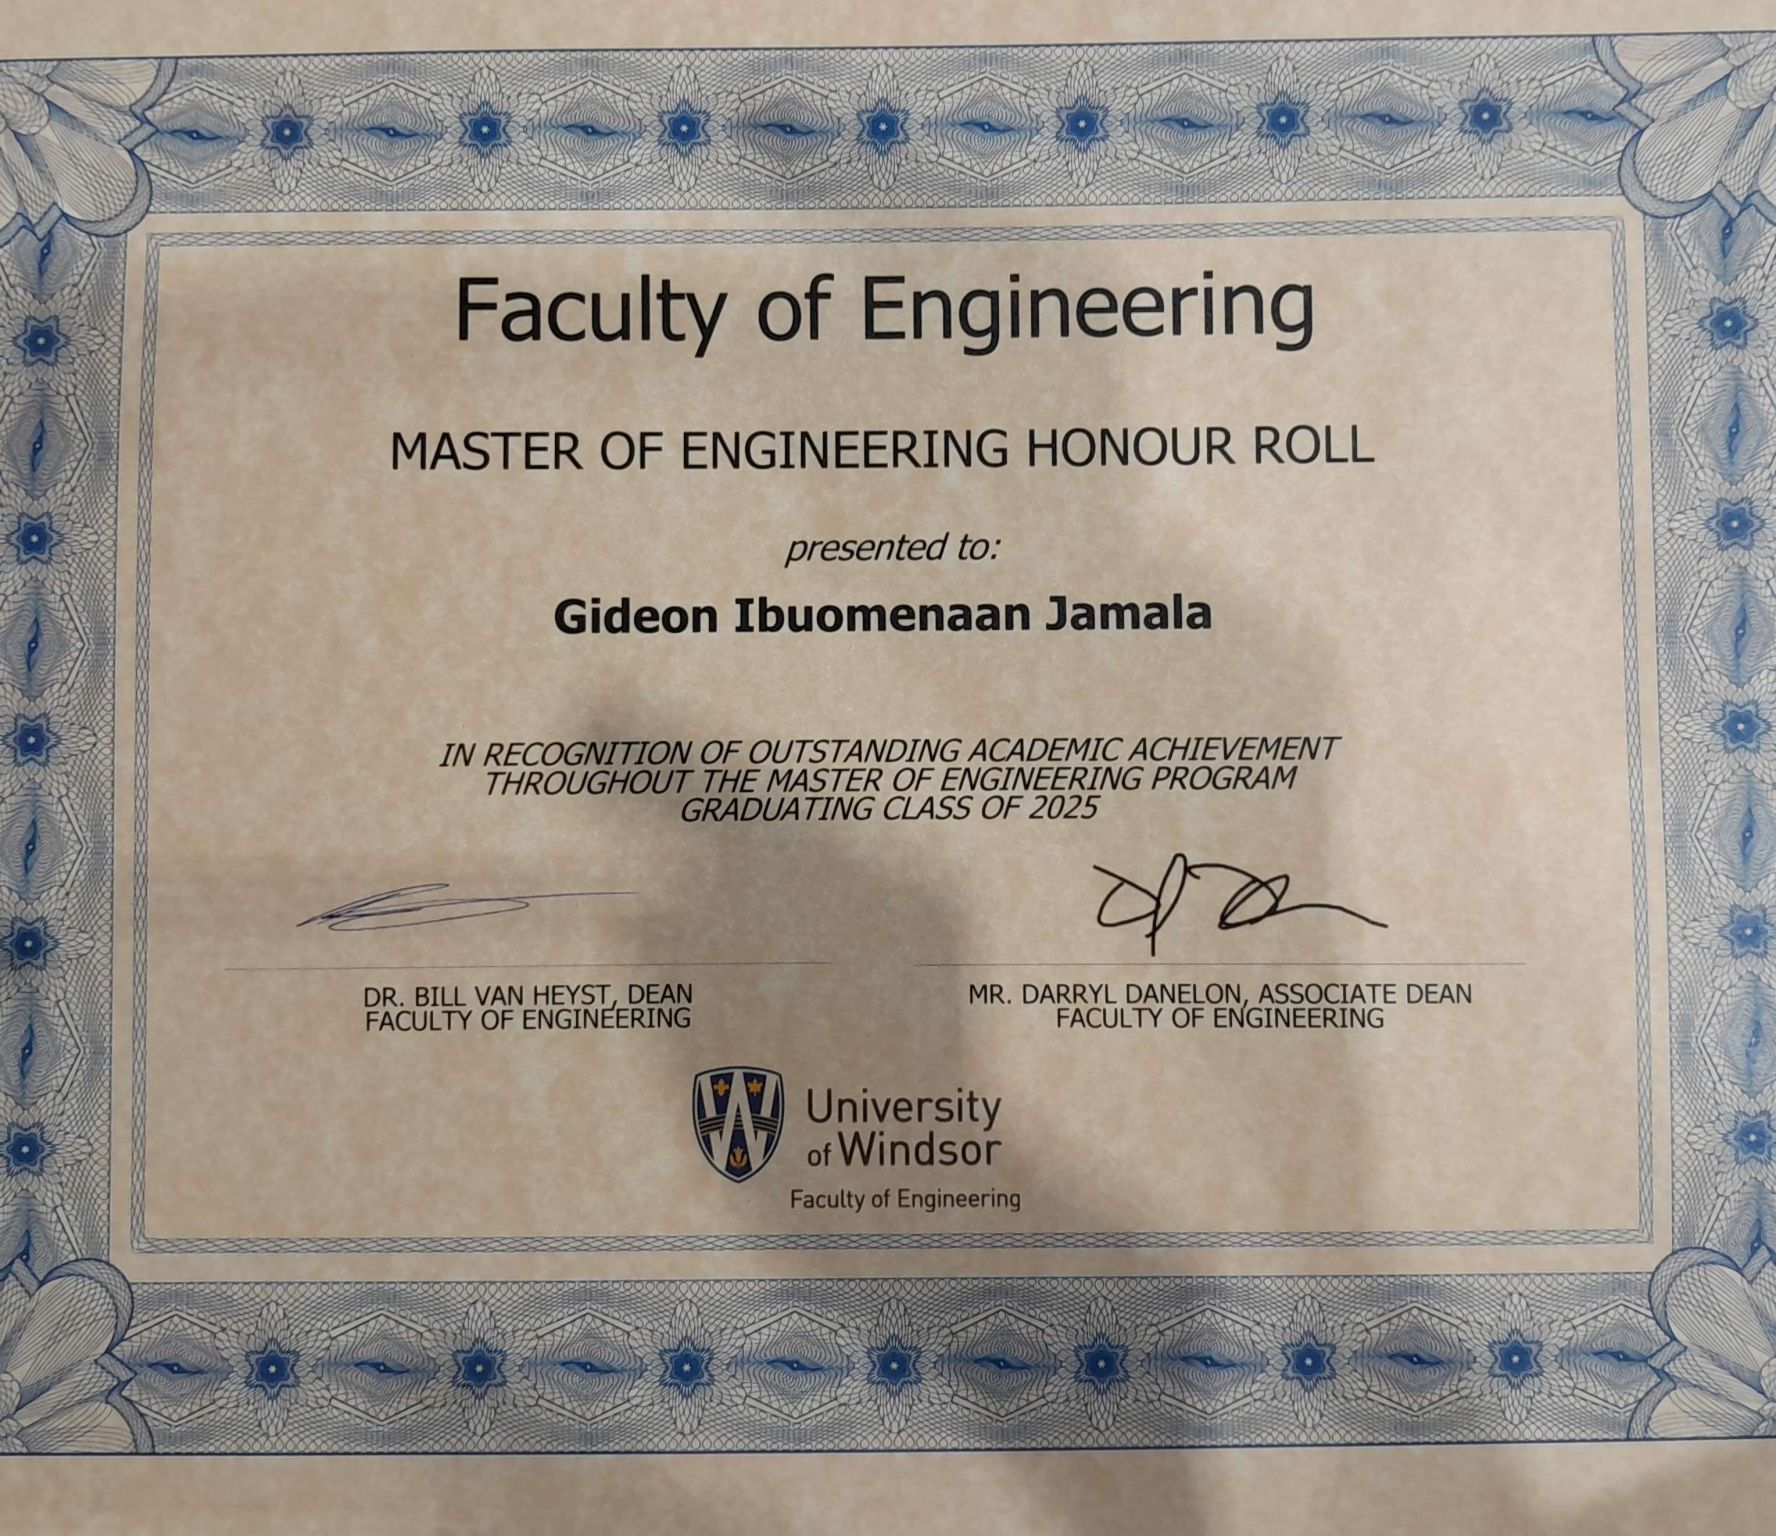 Faculty of Engineering
MASTER OF ENGINEERING HONOUR ROLL
presented to:
Gideon Ibuomenaan Jamala
IN RECOGNITION OF OUTSTANDING ACADEMIC ACHIEVEMENT
THROUGHOUT THE MASTER OF ENGINEERING PROGRAM
GRADUATING CLASS OF 2025
DR. BILL VAN HEYST, DEAN
FACULTY OF ENGINEERING
MR. DARRYL DANELON, ASSOCIATE DEAN
FACULTY OF ENGINEERING
University
of Windsor
Faculty of Engineering